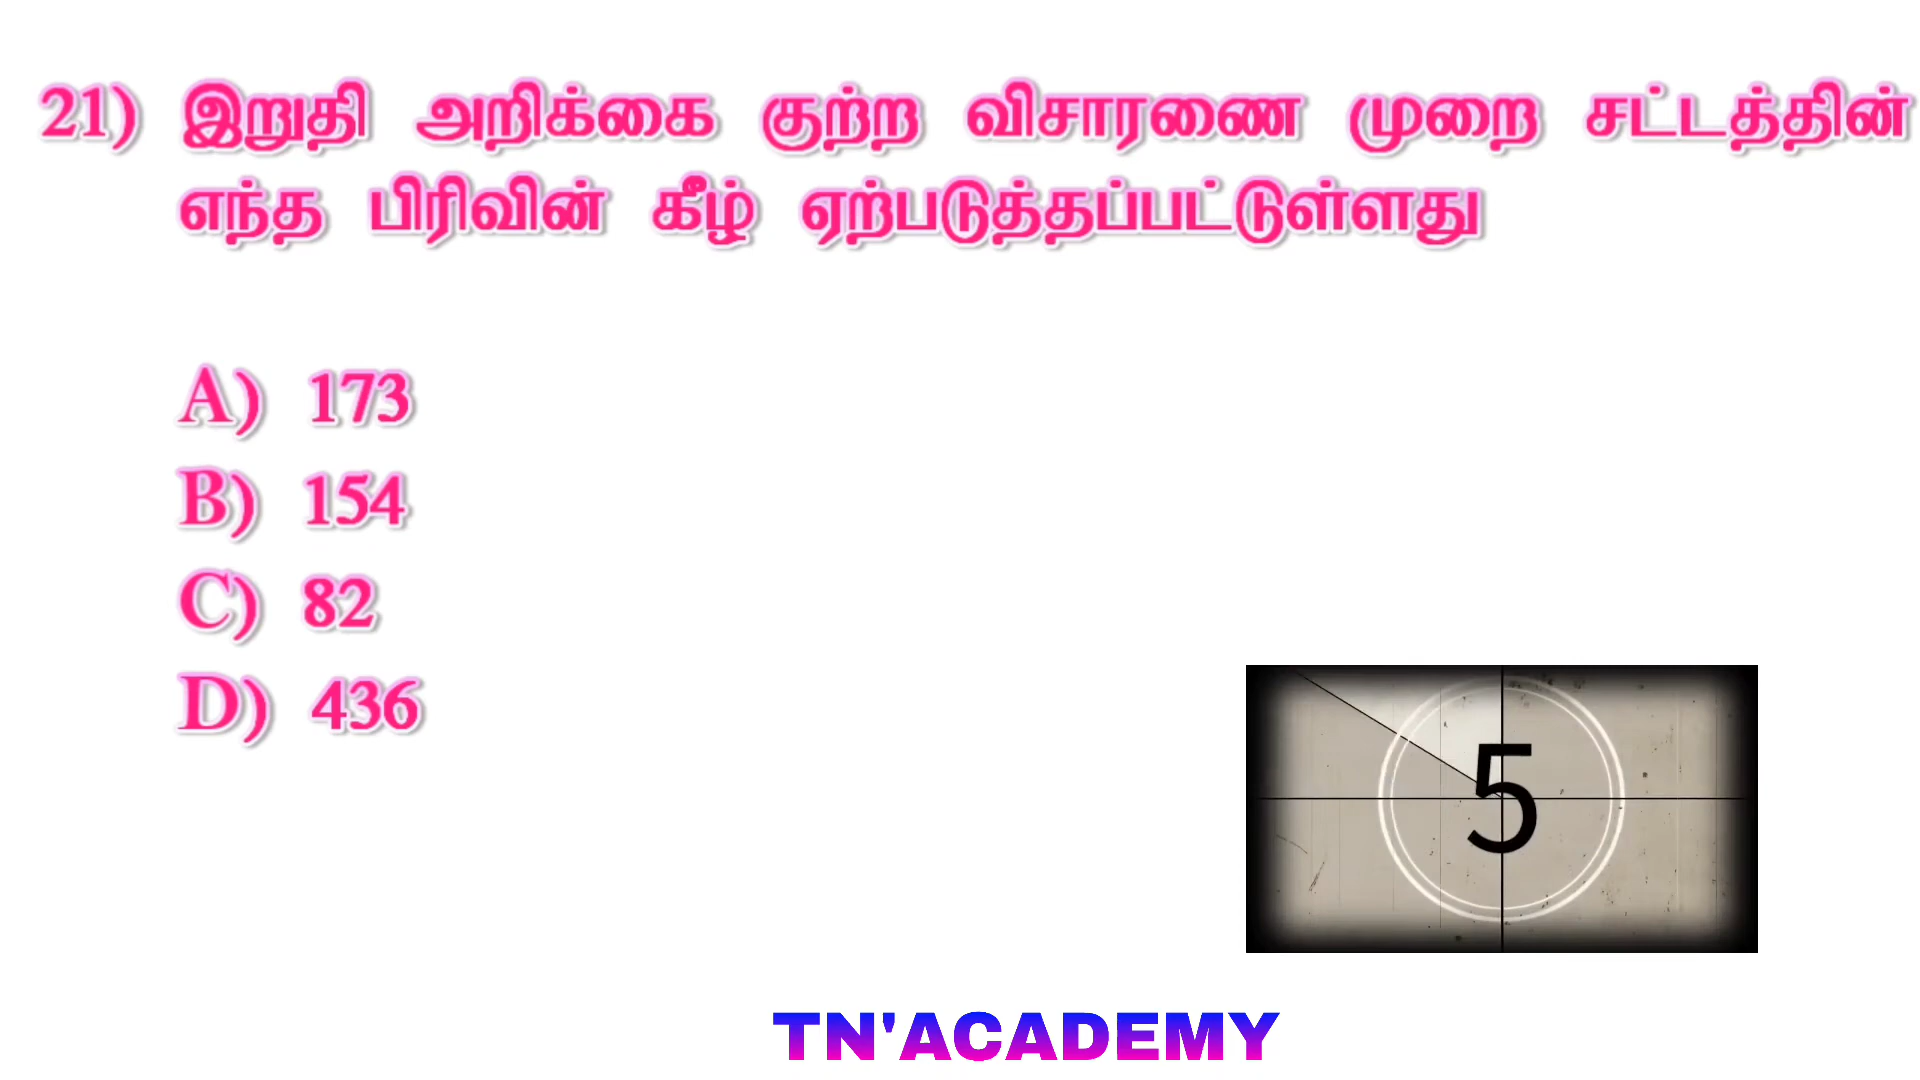 21) இறுதி அறிக்கை குற்ற விசாரணை முறை சட்டத்தின்
எந்த பிரிவின் கீழ் ஏற்படுத்தப்பட்டுள்ளது
A) 173
B) 154
C) 82
D) 436
5
TN'ACADEMY